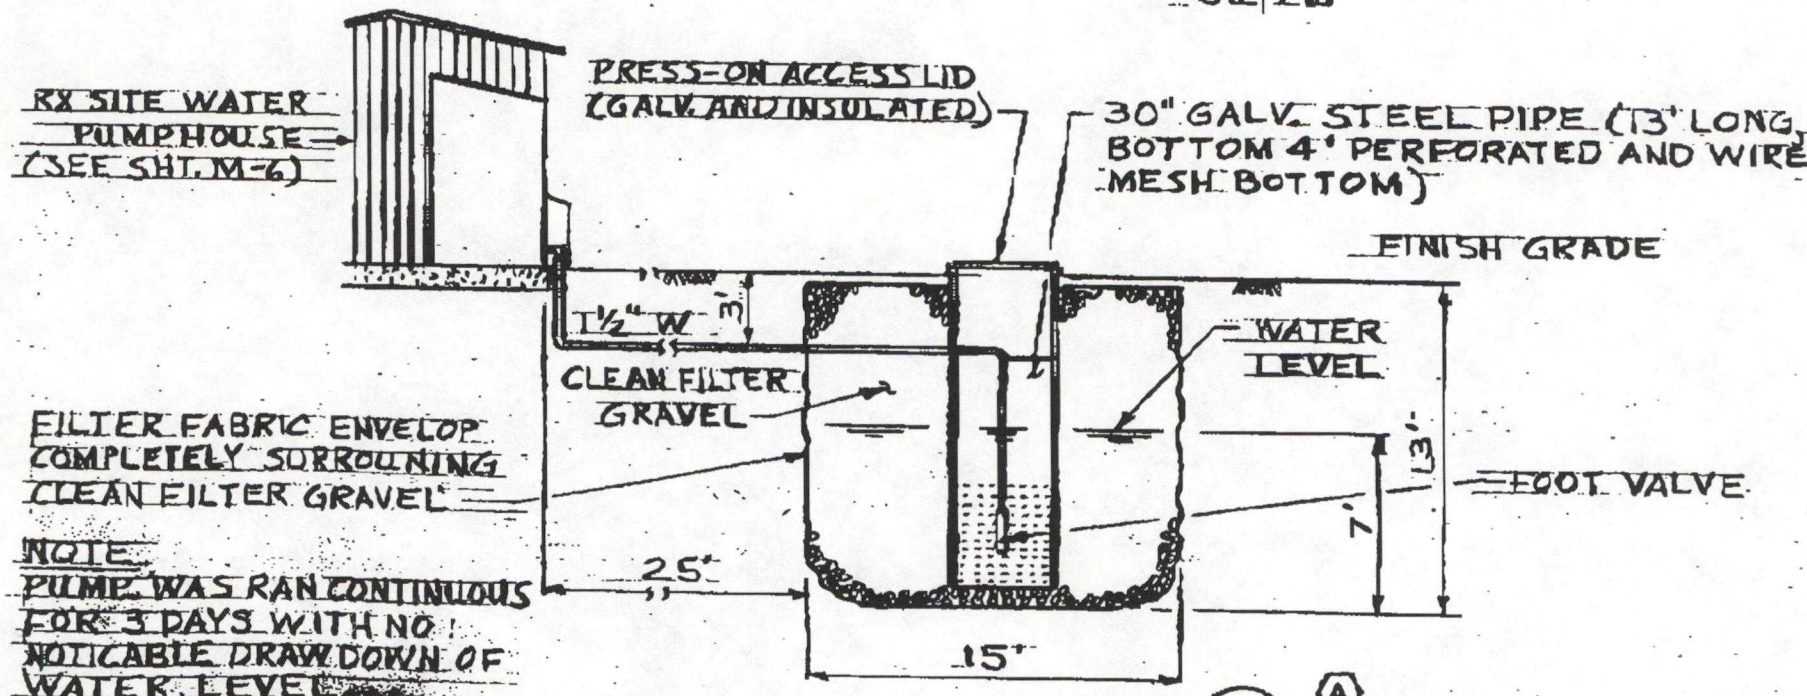 PRESS-ON ACCESS LID
(GALV. AND INSULATED)
RX SITE WATER
PUMPHOUSE
(SEE SHT. M-6)
30" GALV. STEEL PIPE (13' LONG,
BOTTOM 4' PERFORATED AND WIRE
MESH BOTTOM)
FINISH GRADE
3'
1 1/2" W
WATER
LEVEL
CLEAN FILTER
GRAVEL
FILTER FABRIC ENVELOP
COMPLETELY SURROUNING
CLEAN FILTER GRAVEL
13'
7'
FOOT VALVE
NOTE
PUMP WAS RAN CONTINUOUS
FOR 3 DAYS WITH NO
NOTICABLE DRAWDOWN OF
WATER LEVEL
25'
15'
A